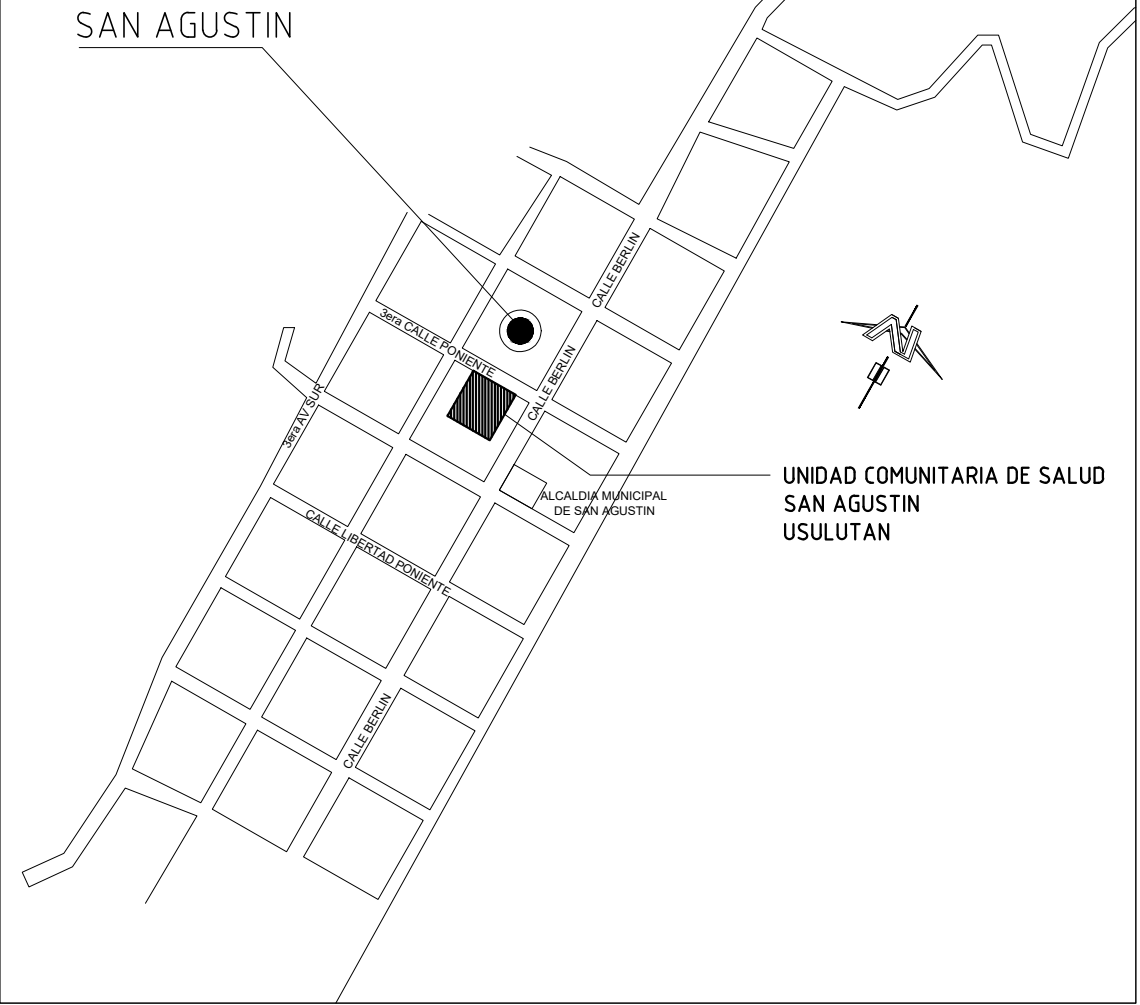 SAN AGUSTIN
CALLE BERLIN
3era CALLE PONIENTE
CALLE BERLIN
3era AV SUR
N
UNIDAD COMUNITARIA DE SALUD
SAN AGUSTIN
USULUTAN
ALCALDIA MUNICIPAL
DE SAN AGUSTIN
CALLE LIBERTAD PONIENTE
CALLE BERLIN